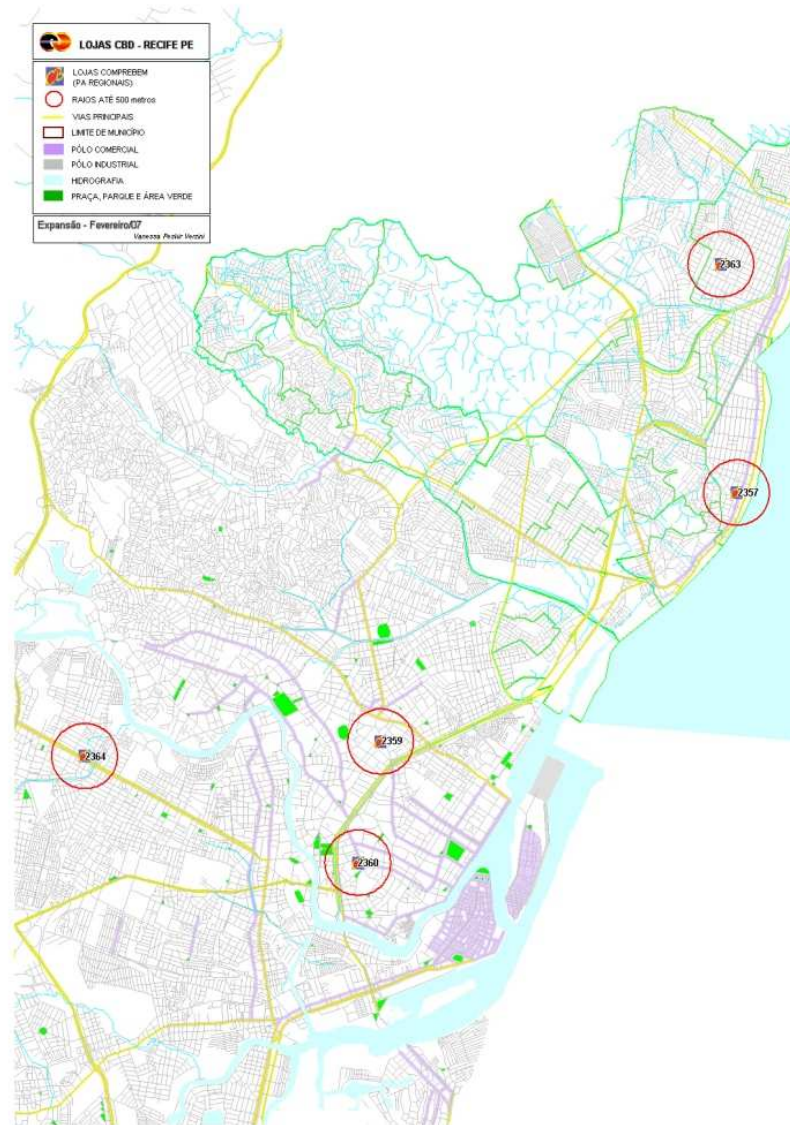 LOJAS CBD - RECIFE PE
LOJAS COMPREBEM
(PA REGIONAIS)
RAIOS ATÉ 500 metros
VIAS PRINCIPAIS
LIMITE DE MUNICÍPIO
PÓLO COMERCIAL
PÓLO INDUSTRIAL
HIDROGRAFIA
PRAÇA, PARQUE E ÁREA VERDE
Expansão - Fevereiro/07
Vanessa
2363
2357
2359
2364
2360